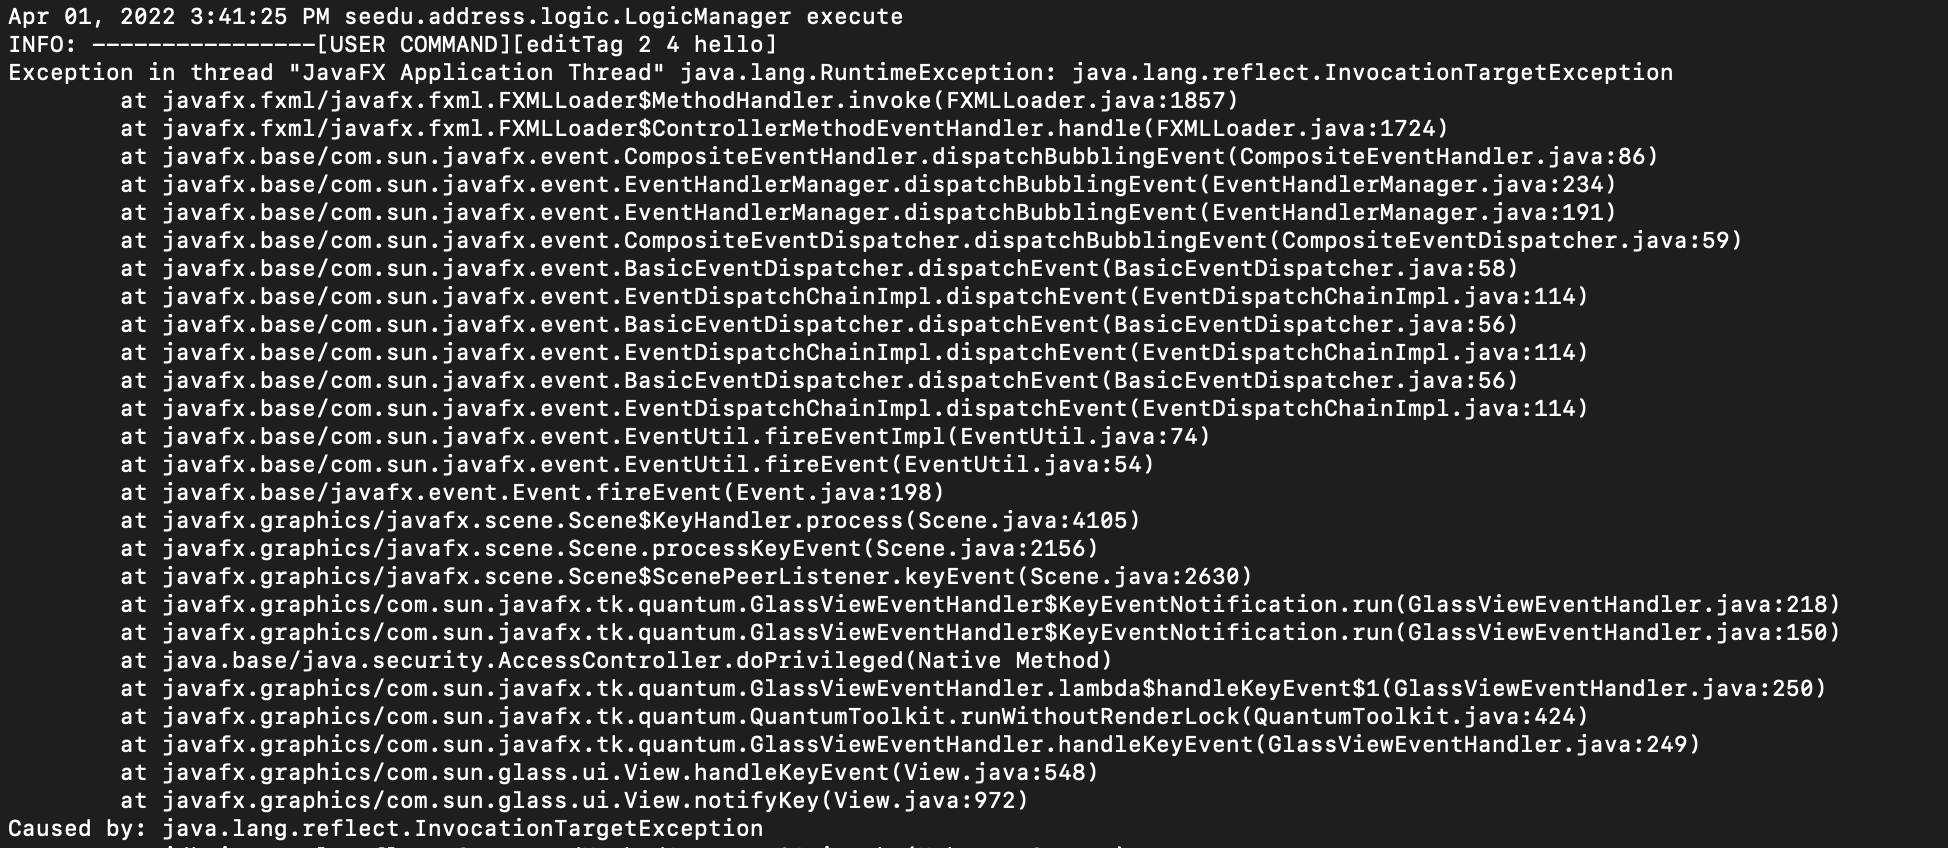 Apr 01, 2022 3:41:25 PM seedu.address.logic.LogicManager execute
INFO: ----------------[USER COMMAND][editTag 2 4 hello]
Exception in thread "JavaFX Application Thread" java.lang.RuntimeException: java.lang.reflect.InvocationTargetException
at javafx.fxml/javafx.fxml.FXMLLoader$MethodHandler.invoke(FXMLLoader.java:1857)
at javafx.fxml/javafx.fxml.FXMLLoader$ControllerMethodEventHandler.handle(FXMLLoader.java:1724)
at javafx.base/com.sun.javafx.event.CompositeEventHandler.dispatchBubblingEvent(CompositeEventHandler.java:86)
at javafx.base/com.sun.javafx.event.EventHandlerManager.dispatchBubblingEvent(EventHandlerManager.java:234)
at javafx.base/com.sun.javafx.event.EventHandlerManager.dispatchBubblingEvent(EventHandlerManager.java:191)
at javafx.base/com.sun.javafx.event.CompositeEventDispatcher.dispatchBubblingEvent(CompositeEventDispatcher.java:59)
at javafx.base/com.sun.javafx.event.BasicEventDispatcher.dispatchEvent(BasicEventDispatcher.java:58)
at javafx.base/com.sun.javafx.event.EventDispatchChainImpl.dispatchEvent(EventDispatchChainImpl.java:114)
at javafx.base/com.sun.javafx.event.BasicEventDispatcher.dispatchEvent(BasicEventDispatcher.java:56)
at javafx.base/com.sun.javafx.event.EventDispatchChainImpl.dispatchEvent(EventDispatchChainImpl.java:114)
at javafx.base/com.sun.javafx.event.BasicEventDispatcher.dispatchEvent(BasicEventDispatcher.java:56)
at javafx.base/com.sun.javafx.event.EventDispatchChainImpl.dispatchEvent(EventDispatchChainImpl.java:114)
at javafx.base/com.sun.javafx.event.EventUtil.fireEventImpl(EventUtil.java:74)
at javafx.base/com.sun.javafx.event.EventUtil.fireEvent(EventUtil.java:54)
at javafx.base/javafx.event.Event.fireEvent(Event.java:198)
at javafx.graphics/javafx.scene.Scene$KeyHandler.process(Scene.java:4105)
at javafx.graphics/javafx.scene.Scene.processKeyEvent(Scene.java:2156)
at javafx.graphics/javafx.scene.Scene$ScenePeerListener.keyEvent(Scene.java:2630)
at javafx.graphics/com.sun.javafx.tk.quantum.GlassViewEventHandler$KeyEventNotification.run(GlassViewEventHandler.java:218)
at javafx.graphics/com.sun.javafx.tk.quantum.GlassViewEventHandler$KeyEventNotification.run(GlassViewEventHandler.java:150)
at java.base/java.security.AccessController.doPrivileged(Native Method)
at javafx.graphics/com.sun.javafx.tk.quantum.GlassViewEventHandler.lambda$handleKeyEvent$1(GlassViewEventHandler.java:250)
at javafx.graphics/com.sun.javafx.tk.quantum.QuantumToolkit.runWithoutRenderLock(QuantumToolkit.java:424)
at javafx.graphics/com.sun.javafx.tk.quantum.GlassViewEventHandler.handleKeyEvent(GlassViewEventHandler.java:249)
at javafx.graphics/com.sun.glass.ui.View.handleKeyEvent(View.java:548)
at javafx.graphics/com.sun.glass.ui.View.notifyKey(View.java:972)
Caused by: java.lang.reflect.InvocationTargetException